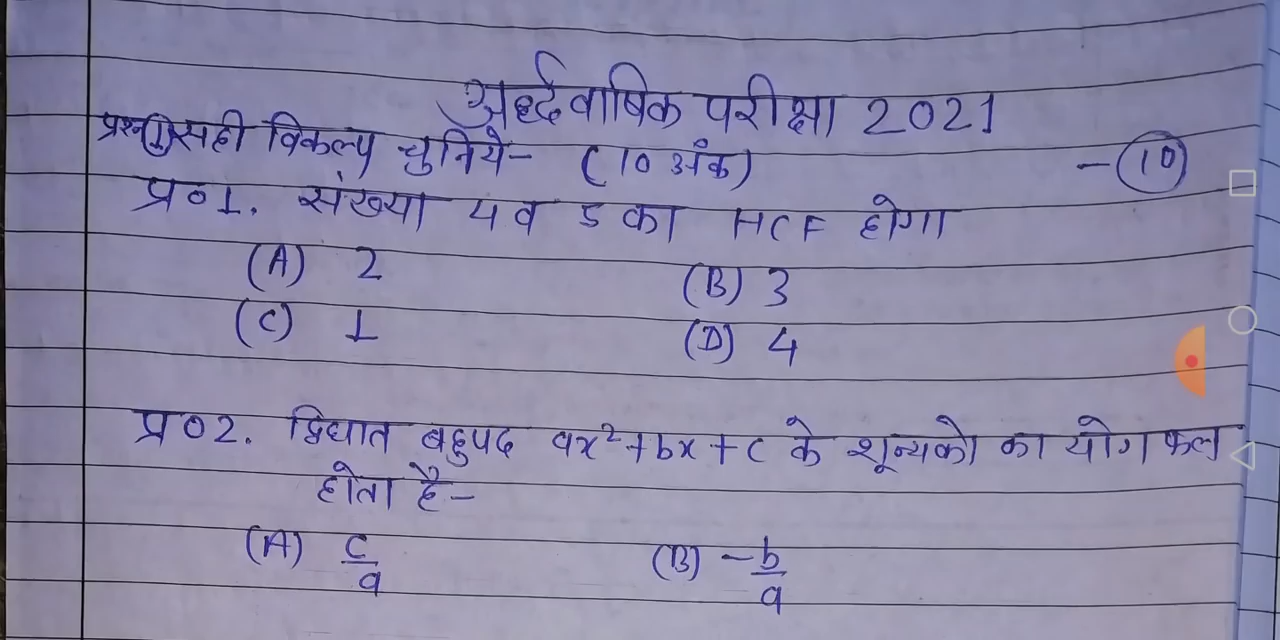 अर्ध्दवार्षिक परीक्षा 2021
प्रश्न(1) सही विकल्प चुनिये- (10 अंक) -(10)
प्र०1. संख्या 4 व 5 का HCF होगा
(A) 2 (B) 3
(C) 1 (D) 4
प्र०2. द्विघात बहुपद ax²+bx+c के शून्यको का योगफल
होता है-
(A) c/a (B) -b/a